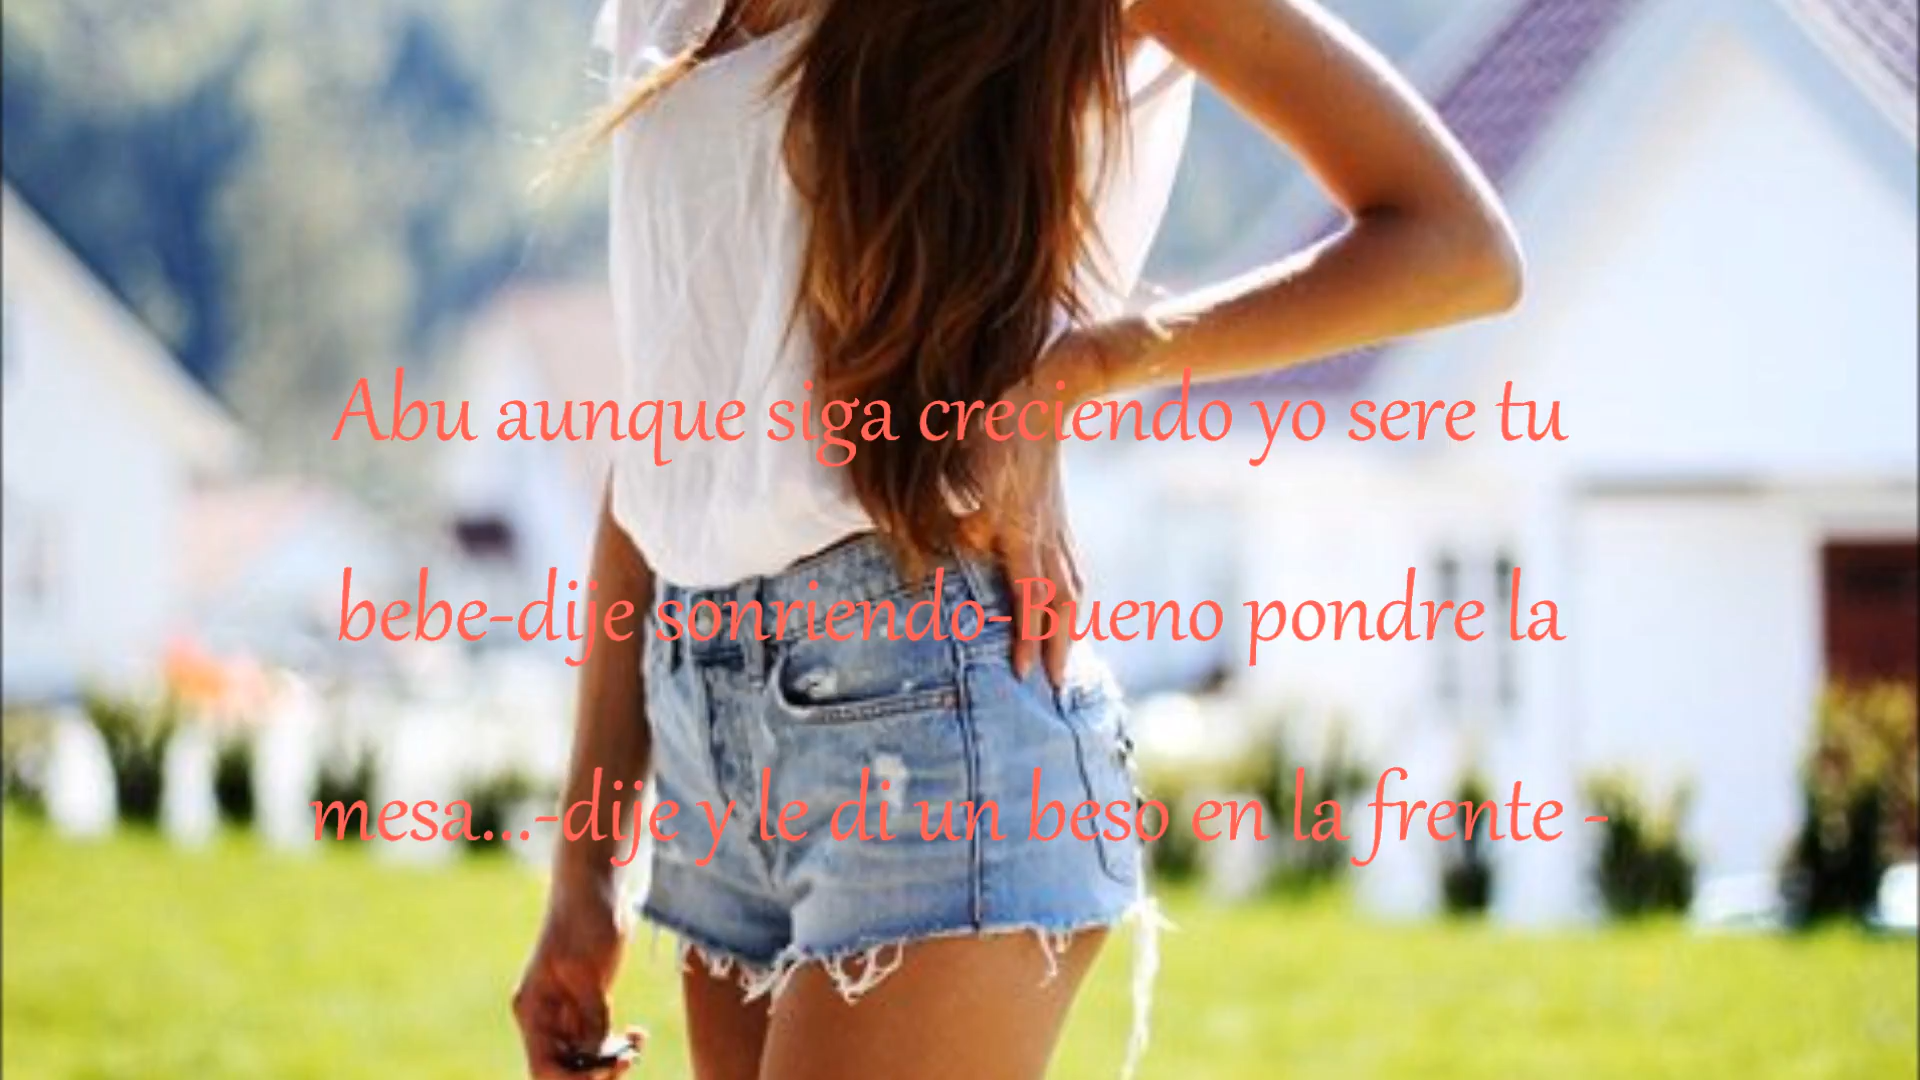 Abu aunque siga creciendo yo sere tu
bebe-dije sonriendo-Bueno pondre la
mesa...-dije y le di un beso en la frente -